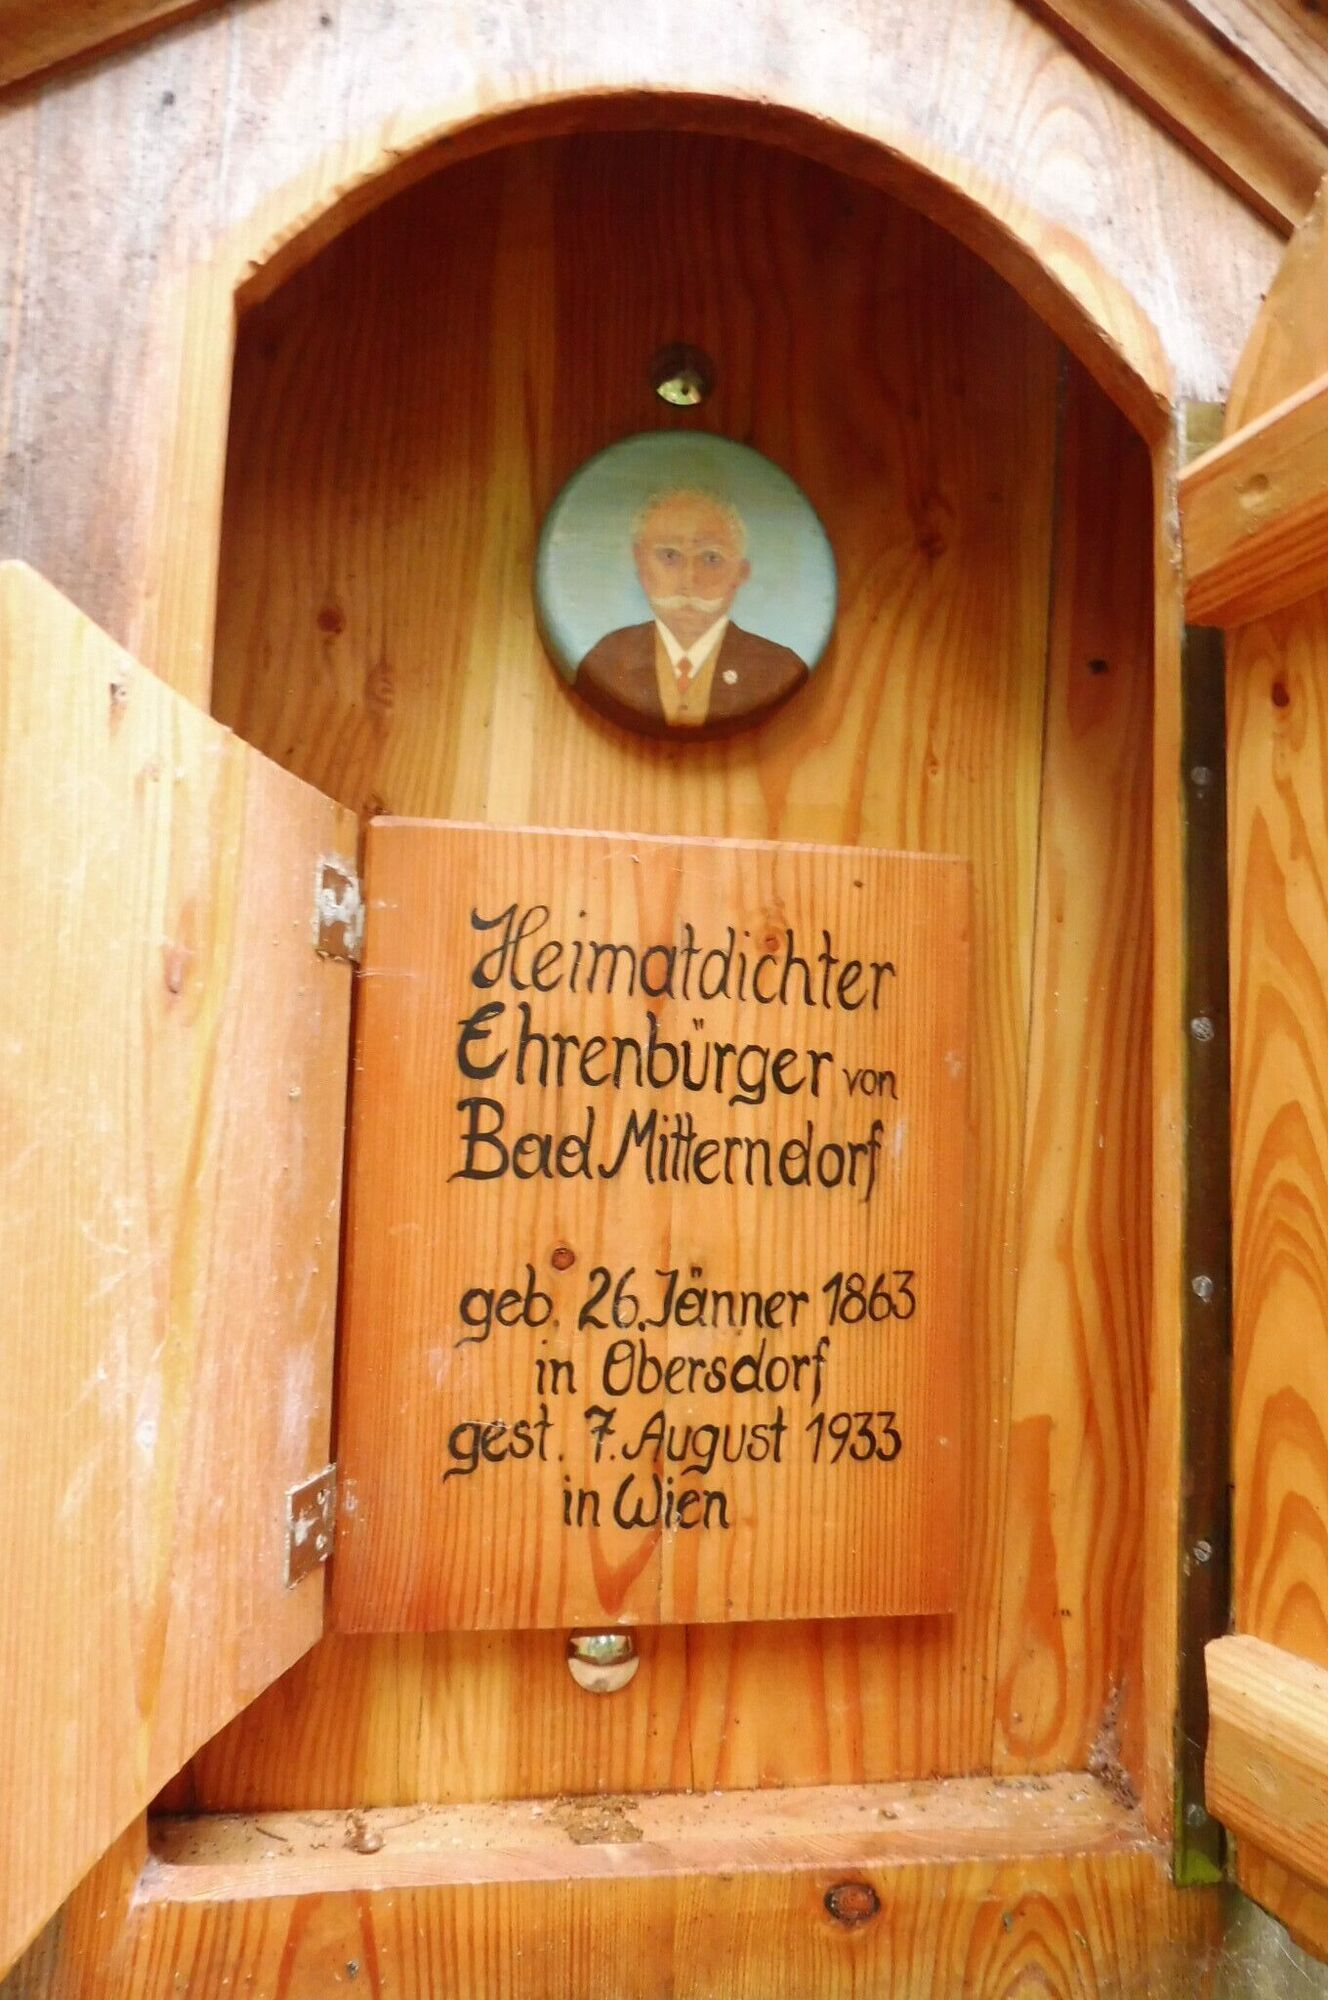 Heimatdichter
Ehrenbürger von
Bad Mitterndorf
geb. 26. Jänner 1863
in Obersdorf
gest. 7. August 1933
in Wien